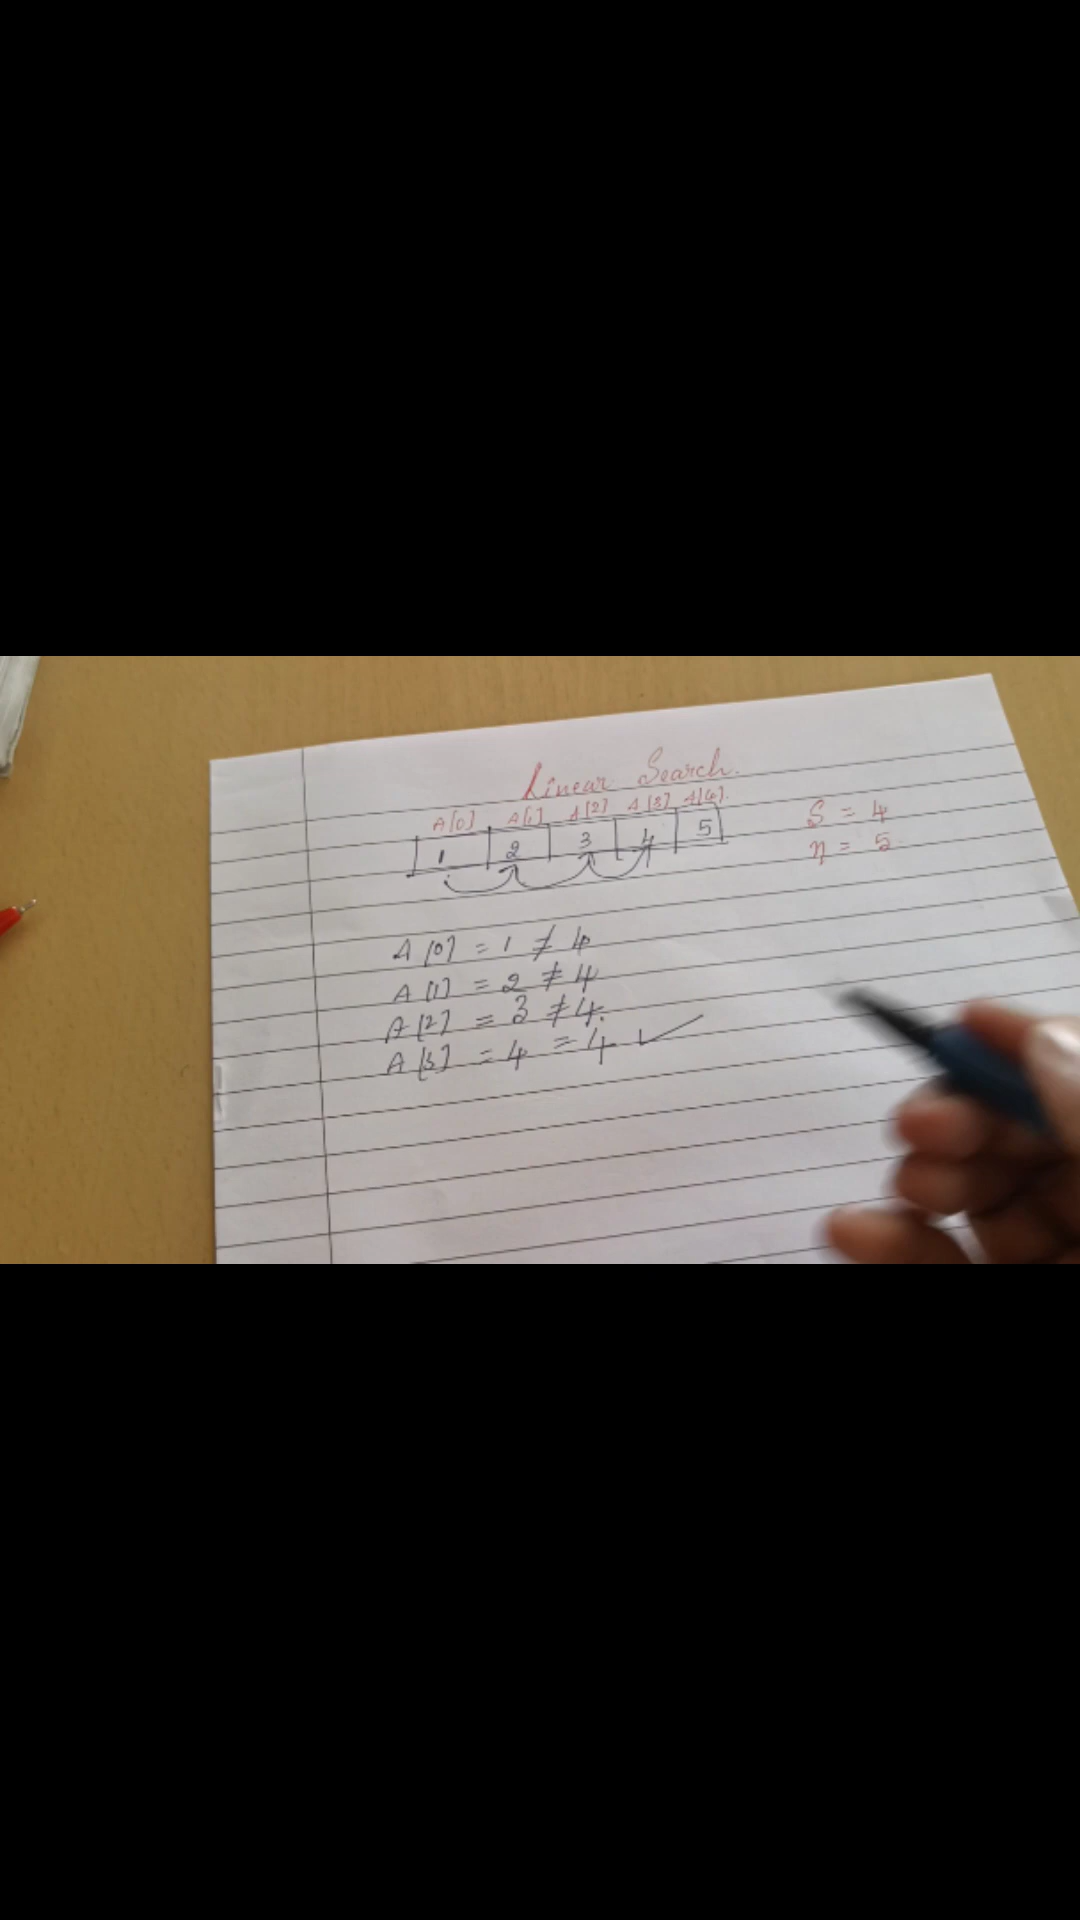 Linear Search.
A[0] A[1] A[2] A[3] A[4].
1 2 3 4 5
S = 4
n = 5
A[0] = 1 ≠ 4
A[1] = 2 ≠ 4
A[2] = 3 ≠ 4.
A[3] = 4 = 4 ✓